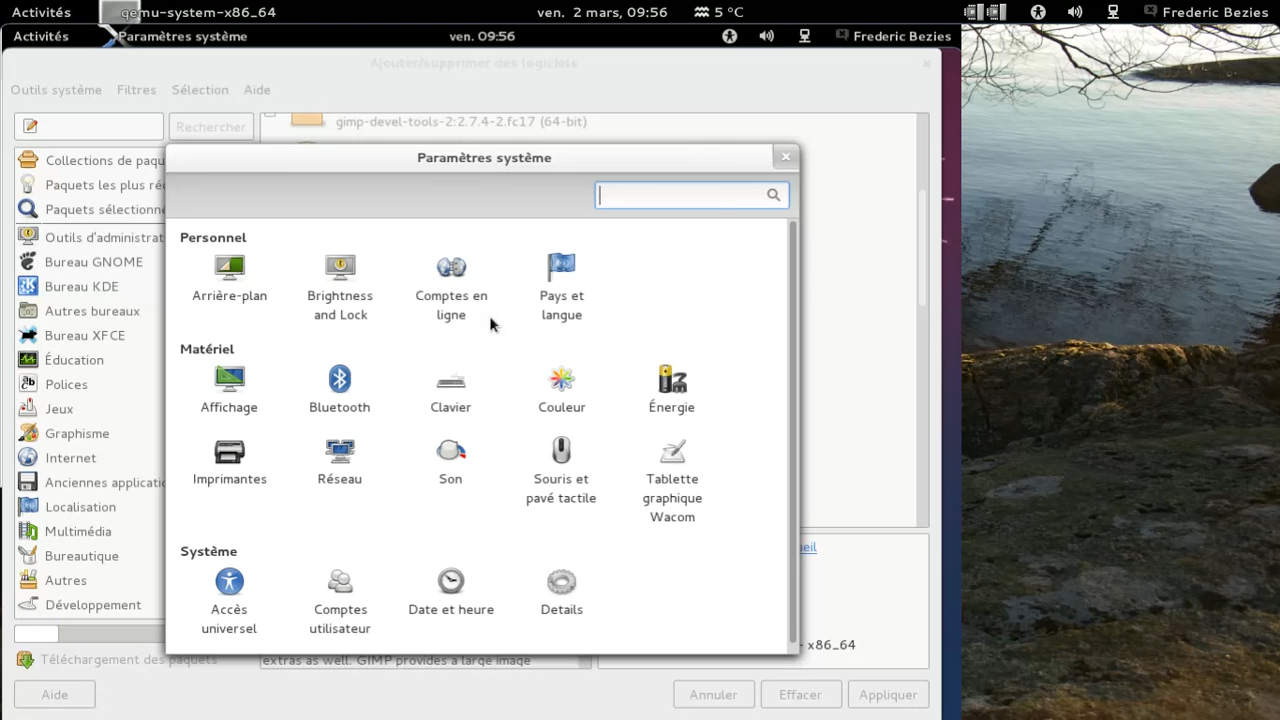 Activités
qemu-system-x86_64
ven. 2 mars, 09:56
5 °C
Frederic Bezies
Activités
Paramètres système
ven. 09:56
Frederic Bezies
Ajouter/supprimer des logiciels
Outils système
Filtres
Sélection
Aide
Rechercher
gimp-devel-tools-2:2.7.4-2.fc17 (64-bit)
Collections de paqu
Paquets les plus ré
Paquets sélectionné
Outils d'administrat
Bureau GNOME
Bureau KDE
Autres bureaux
Bureau XFCE
Éducation
Polices
Jeux
Graphisme
Internet
Anciennes applicatio
Localisation
Multimédia
Bureautique
Autres
Développement
Paramètres système
Personnel
Arrière-plan
Brightness
and Lock
Comptes en
ligne
Pays et
langue
Matériel
Affichage
Bluetooth
Clavier
Couleur
Énergie
Imprimantes
Réseau
Son
Souris et
pavé tactile
Tablette
graphique
Wacom
Système
Accès
universel
Comptes
utilisateur
Date et heure
Details
eil
- x86_64
Téléchargement des paquets
extras as well. GIMP provides a large image
Aide
Annuler
Effacer
Appliquer